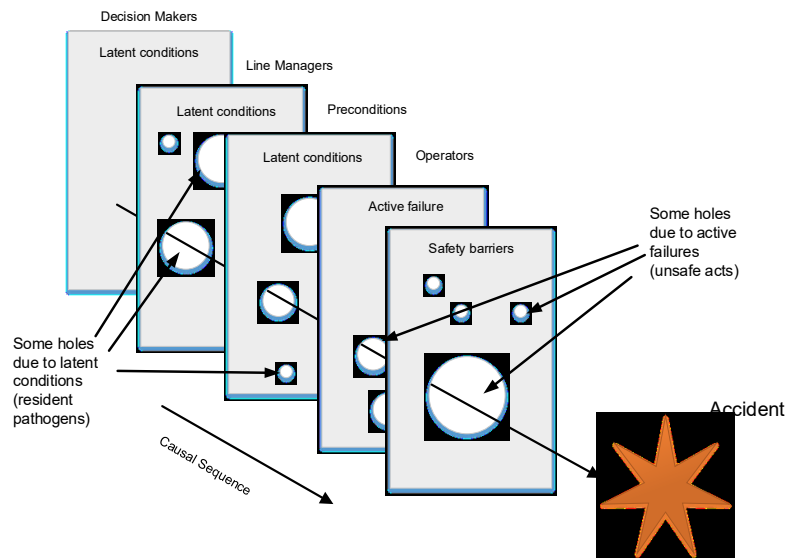 Decision Makers
Latent conditions
Line Managers
Latent conditions
Preconditions
Latent conditions
Operators
Active failure
Safety barriers
Some holes
due to active
failures
(unsafe acts)
Some holes
due to latent
conditions
(resident
pathogens)
Causal Sequence
Accident